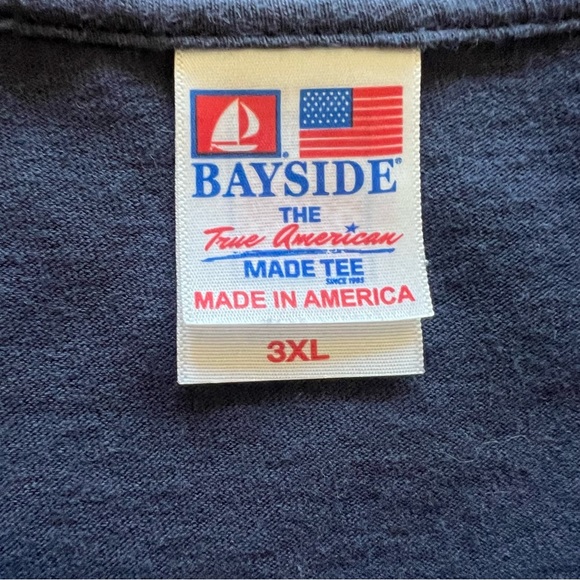 BAYSIDE®
THE
True American
MADE TEE
SINCE 1985
MADE IN AMERICA
3XL